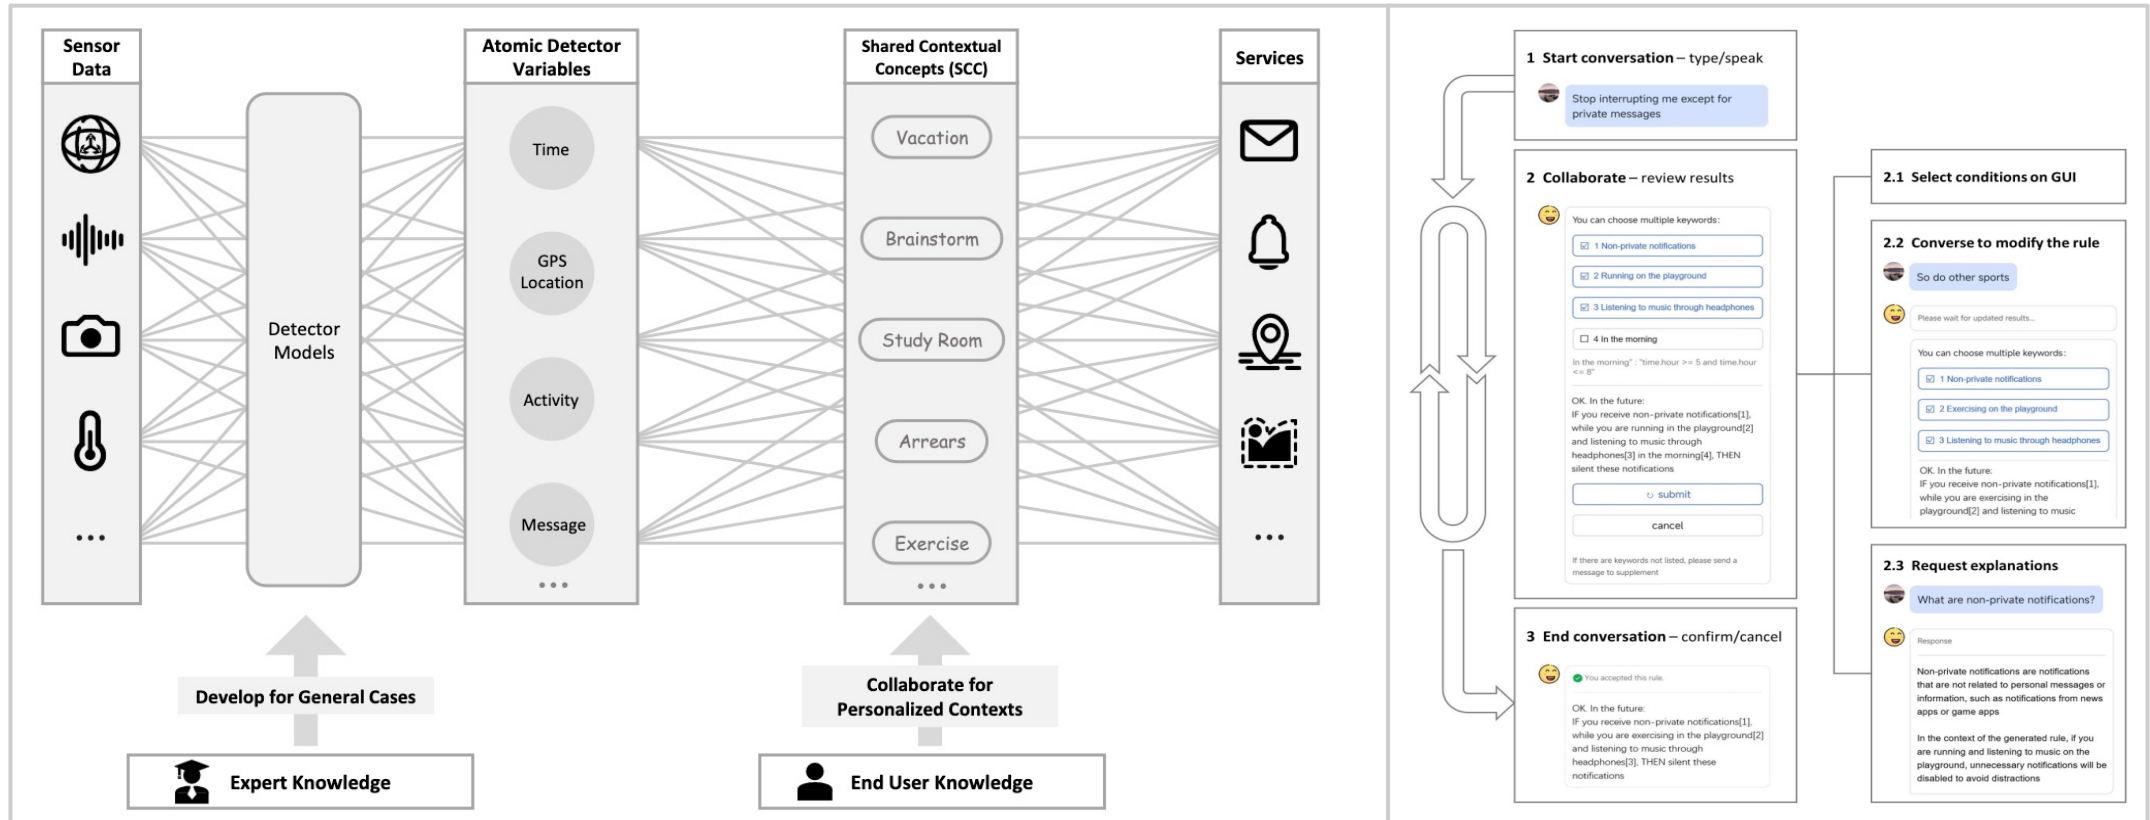 Sensor
Data
Detector
Models
Atomic Detector
Variables
Time
GPS
Location
Activity
Message
...
Shared Contextual
Concepts (SCC)
Vacation
Brainstorm
Study Room
Arrears
Exercise
...
Services
...
...
Develop for General Cases
Expert Knowledge
Collaborate for
Personalized Contexts
End User Knowledge
1 Start conversation – type/speak
Stop interrupting me except for
private messages
2 Collaborate – review results
You can choose multiple keywords:
1 Non-private notifications
2 Running on the playground
3 Listening to music through headphones
4 In the morning
In the morning" : "time.hour >= 5 and time.hour
<= 8"
OK. In the future:
IF you receive non-private notifications[1],
while you are running in the playground[2]
and listening to music through
headphones[3] in the morning[4], THEN
silent these notifications
submit
cancel
If there are keywords not listed, please send a
message to supplement
3 End conversation – confirm/cancel
You accepted this rule.
OK. In the future:
IF you receive non-private notifications[1],
while you are exercising in the playground[2]
and listening to music through
headphones[3], THEN silent these
notifications
2.1 Select conditions on GUI
2.2 Converse to modify the rule
So do other sports
Please wait for updated results...
You can choose multiple keywords:
1 Non-private notifications
2 Exercising on the playground
3 Listening to music through headphones
OK. In the future:
IF you receive non-private notifications[1],
while you are exercising in the
playground[2] and listening to music
2.3 Request explanations
What are non-private notifications?
Response
Non-private notifications are notifications
that are not related to personal messages or
information, such as notifications from news
apps or game apps
In the context of the generated rule, if you
are running and listening to music on the
playground, unnecessary notifications will be
disabled to avoid distractions